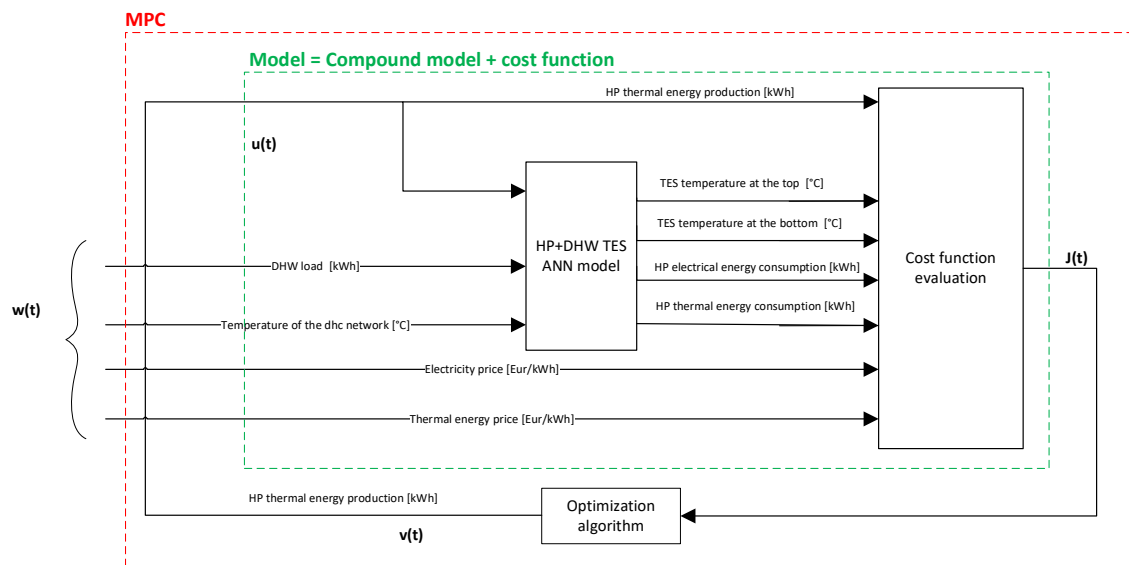 MPC
Model = Compound model + cost function
HP thermal energy production [kWh]
u(t)
TES temperature at the top [°C]
TES temperature at the bottom [°C]
HP+DHW TES
ANN model
HP electrical energy consumption [kWh]
HP thermal energy consumption [kWh]
Cost function
evaluation
J(t)
DHW load [kWh]
w(t)
Temperature of the dhc network [°C]
Electricity price [Eur/kWh]
Thermal energy price [Eur/kWh]
HP thermal energy production [kWh]
v(t)
Optimization
algorithm